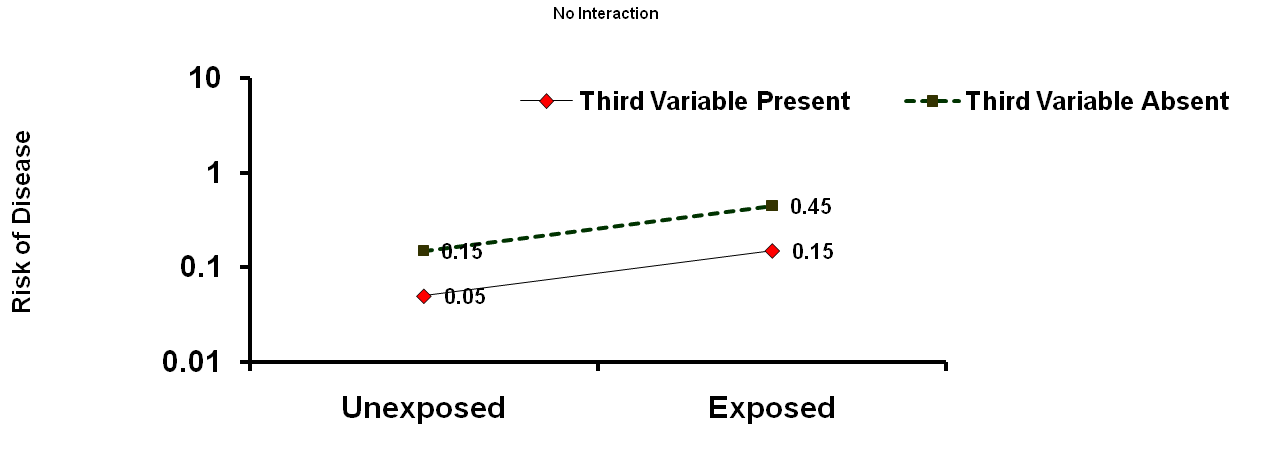 No Interaction
Risk of Disease
10
1
0.1
0.01
Third Variable Present
Third Variable Absent
0.45
0.15
0.15
0.05
Unexposed
Exposed